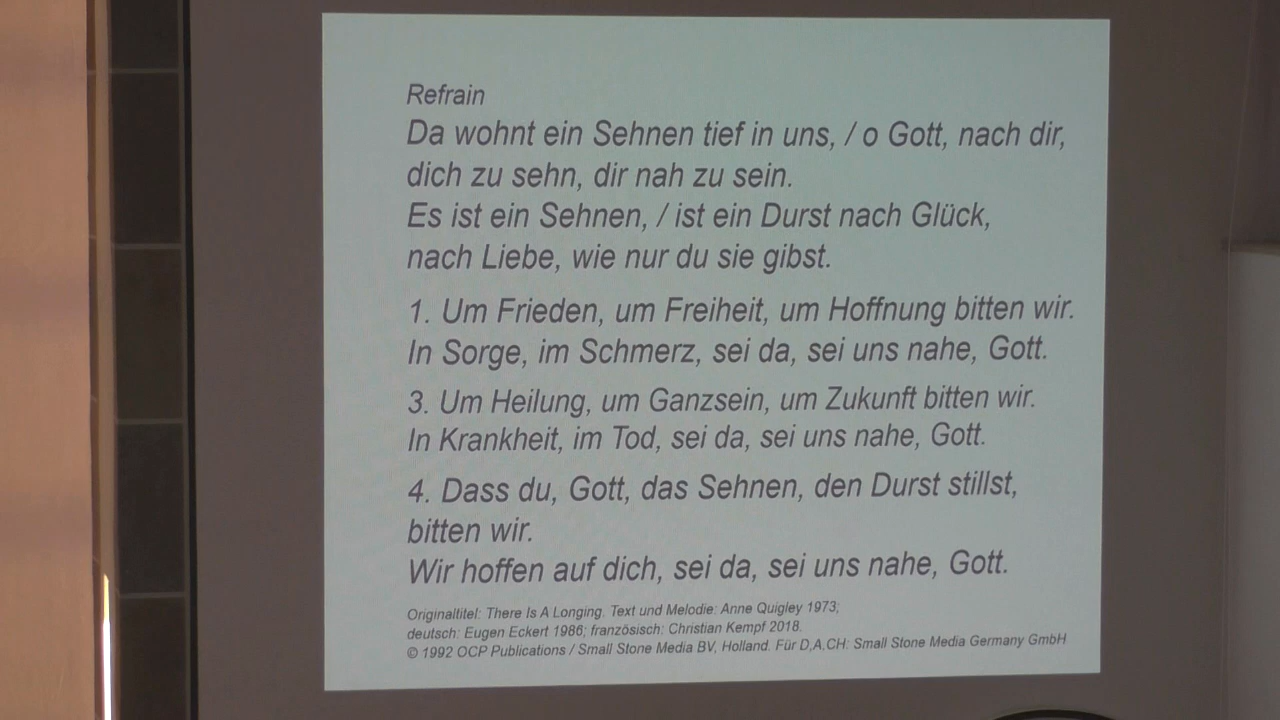 Refrain
Da wohnt ein Sehnen tief in uns, / o Gott, nach dir,
dich zu sehn, dir nah zu sein.
Es ist ein Sehnen, / ist ein Durst nach Glück,
nach Liebe, wie nur du sie gibst.
1. Um Frieden, um Freiheit, um Hoffnung bitten wir.
In Sorge, im Schmerz, sei da, sei uns nahe, Gott.
3. Um Heilung, um Ganzsein, um Zukunft bitten wir.
In Krankheit, im Tod, sei da, sei uns nahe, Gott.
4. Dass du, Gott, das Sehnen, den Durst stillst,
bitten wir.
Wir hoffen auf dich, sei da, sei uns nahe, Gott.
Originaltitel: There Is A Longing. Text und Melodie: Anne Quigley 1973;
deutsch: Eugen Eckert 1986; französisch: Christian Kempf 2018.
© 1992 OCP Publications / Small Stone Media BV, Holland. Für D,A,CH: Small Stone Media Germany GmbH